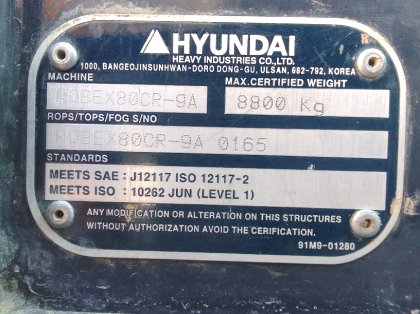 HYUNDAI
HEAVY INDUSTRIES CO.,LTD.
1000, BANGEOJINSUNHWAN-DORO DONG-GU, ULSAN, 682-792, KOREA
MACHINE
MAX.CERTIFIED WEIGHT
ROBEX80CR-9A
8800 Kg
ROPS/TOPS/FOG S/NO
ROBEX80CR-9A 0165
STANDARDS
MEETS SAE : J12117 ISO 12117-2
MEETS ISO : 10262 JUN (LEVEL 1)
ANY MODIFICATION OR ALTERATION ON THIS STRUCTURES
WITHOUT AUTHORIZATION AVOID THE CERIFICATION.
91M9-01280